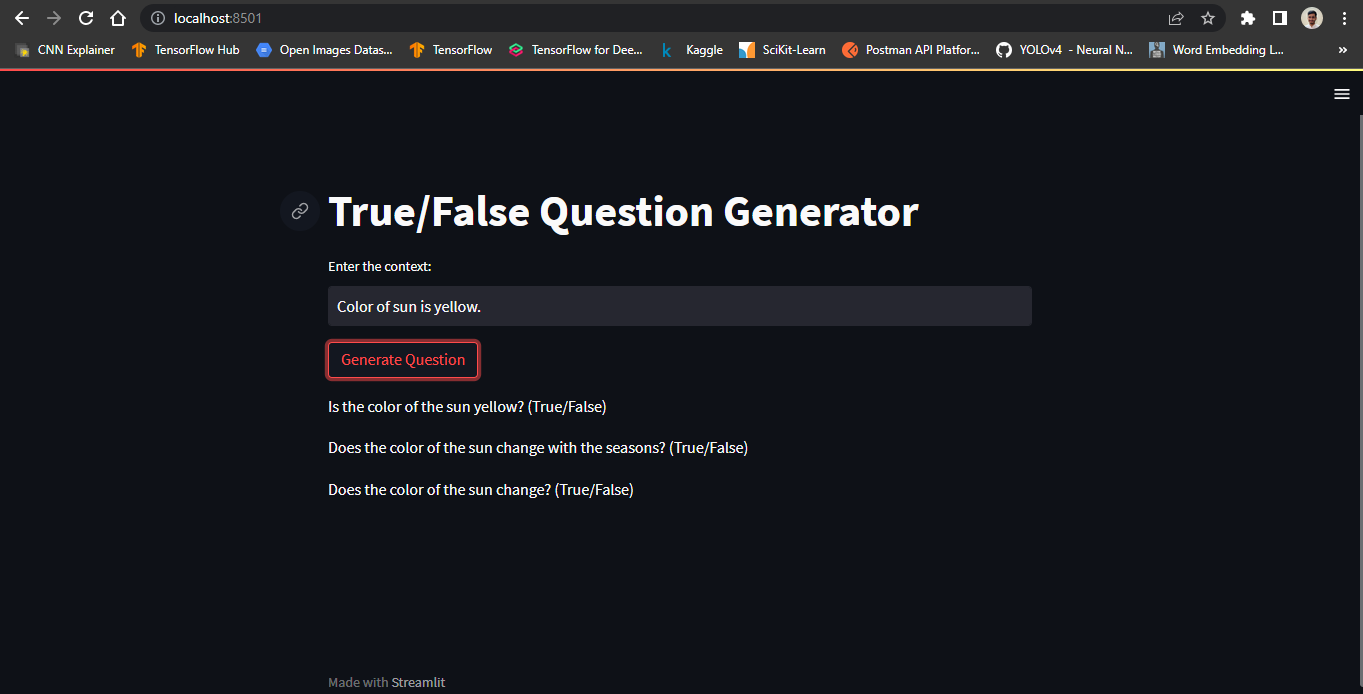 localhost:8501
CNN Explainer TensorFlow Hub Open Images Datas... TensorFlow TensorFlow for Dee... Kaggle SciKit-Learn Postman API Platfor... YOLOv4 - Neural N... Word Embedding L... »
True/False Question Generator
Enter the context:
Color of sun is yellow.
Generate Question
Is the color of the sun yellow? (True/False)
Does the color of the sun change with the seasons? (True/False)
Does the color of the sun change? (True/False)
Made with Streamlit